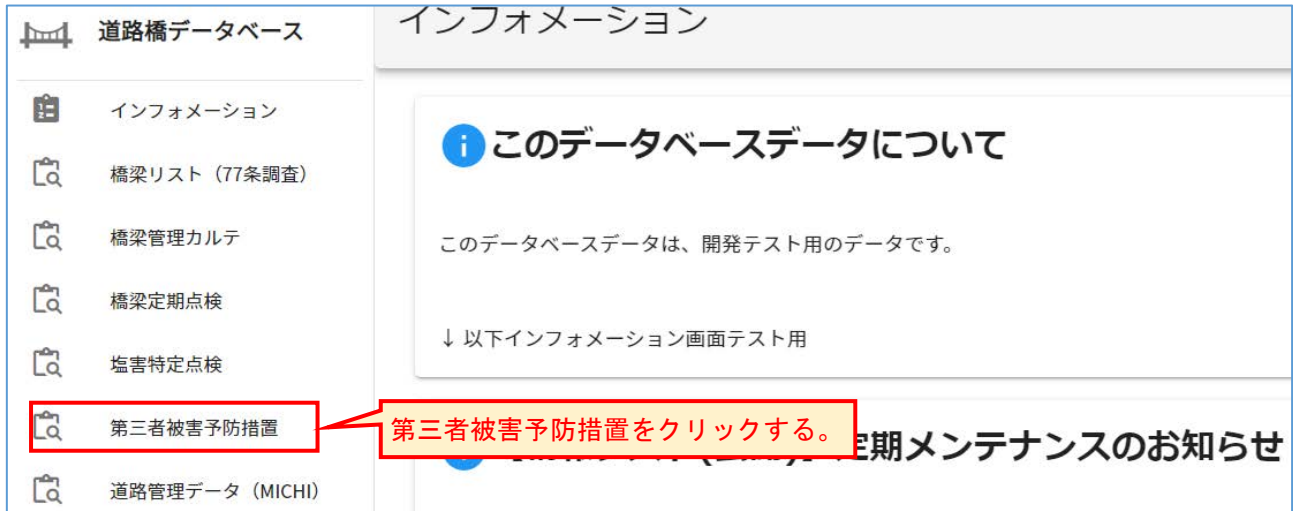 道路橋データベース
インフォメーション
橋梁リスト（77条調査）
橋梁管理カルテ
橋梁定期点検
塩害特定点検
第三者被害予防措置
道路管理データ（MICHI）
インフォメーション
このデータベースデータについて
このデータベースデータは、開発テスト用のデータです。
↓ 以下インフォメーション画面テスト用
第三者被害予防措置をクリックする。
定期メンテナンスのお知らせ